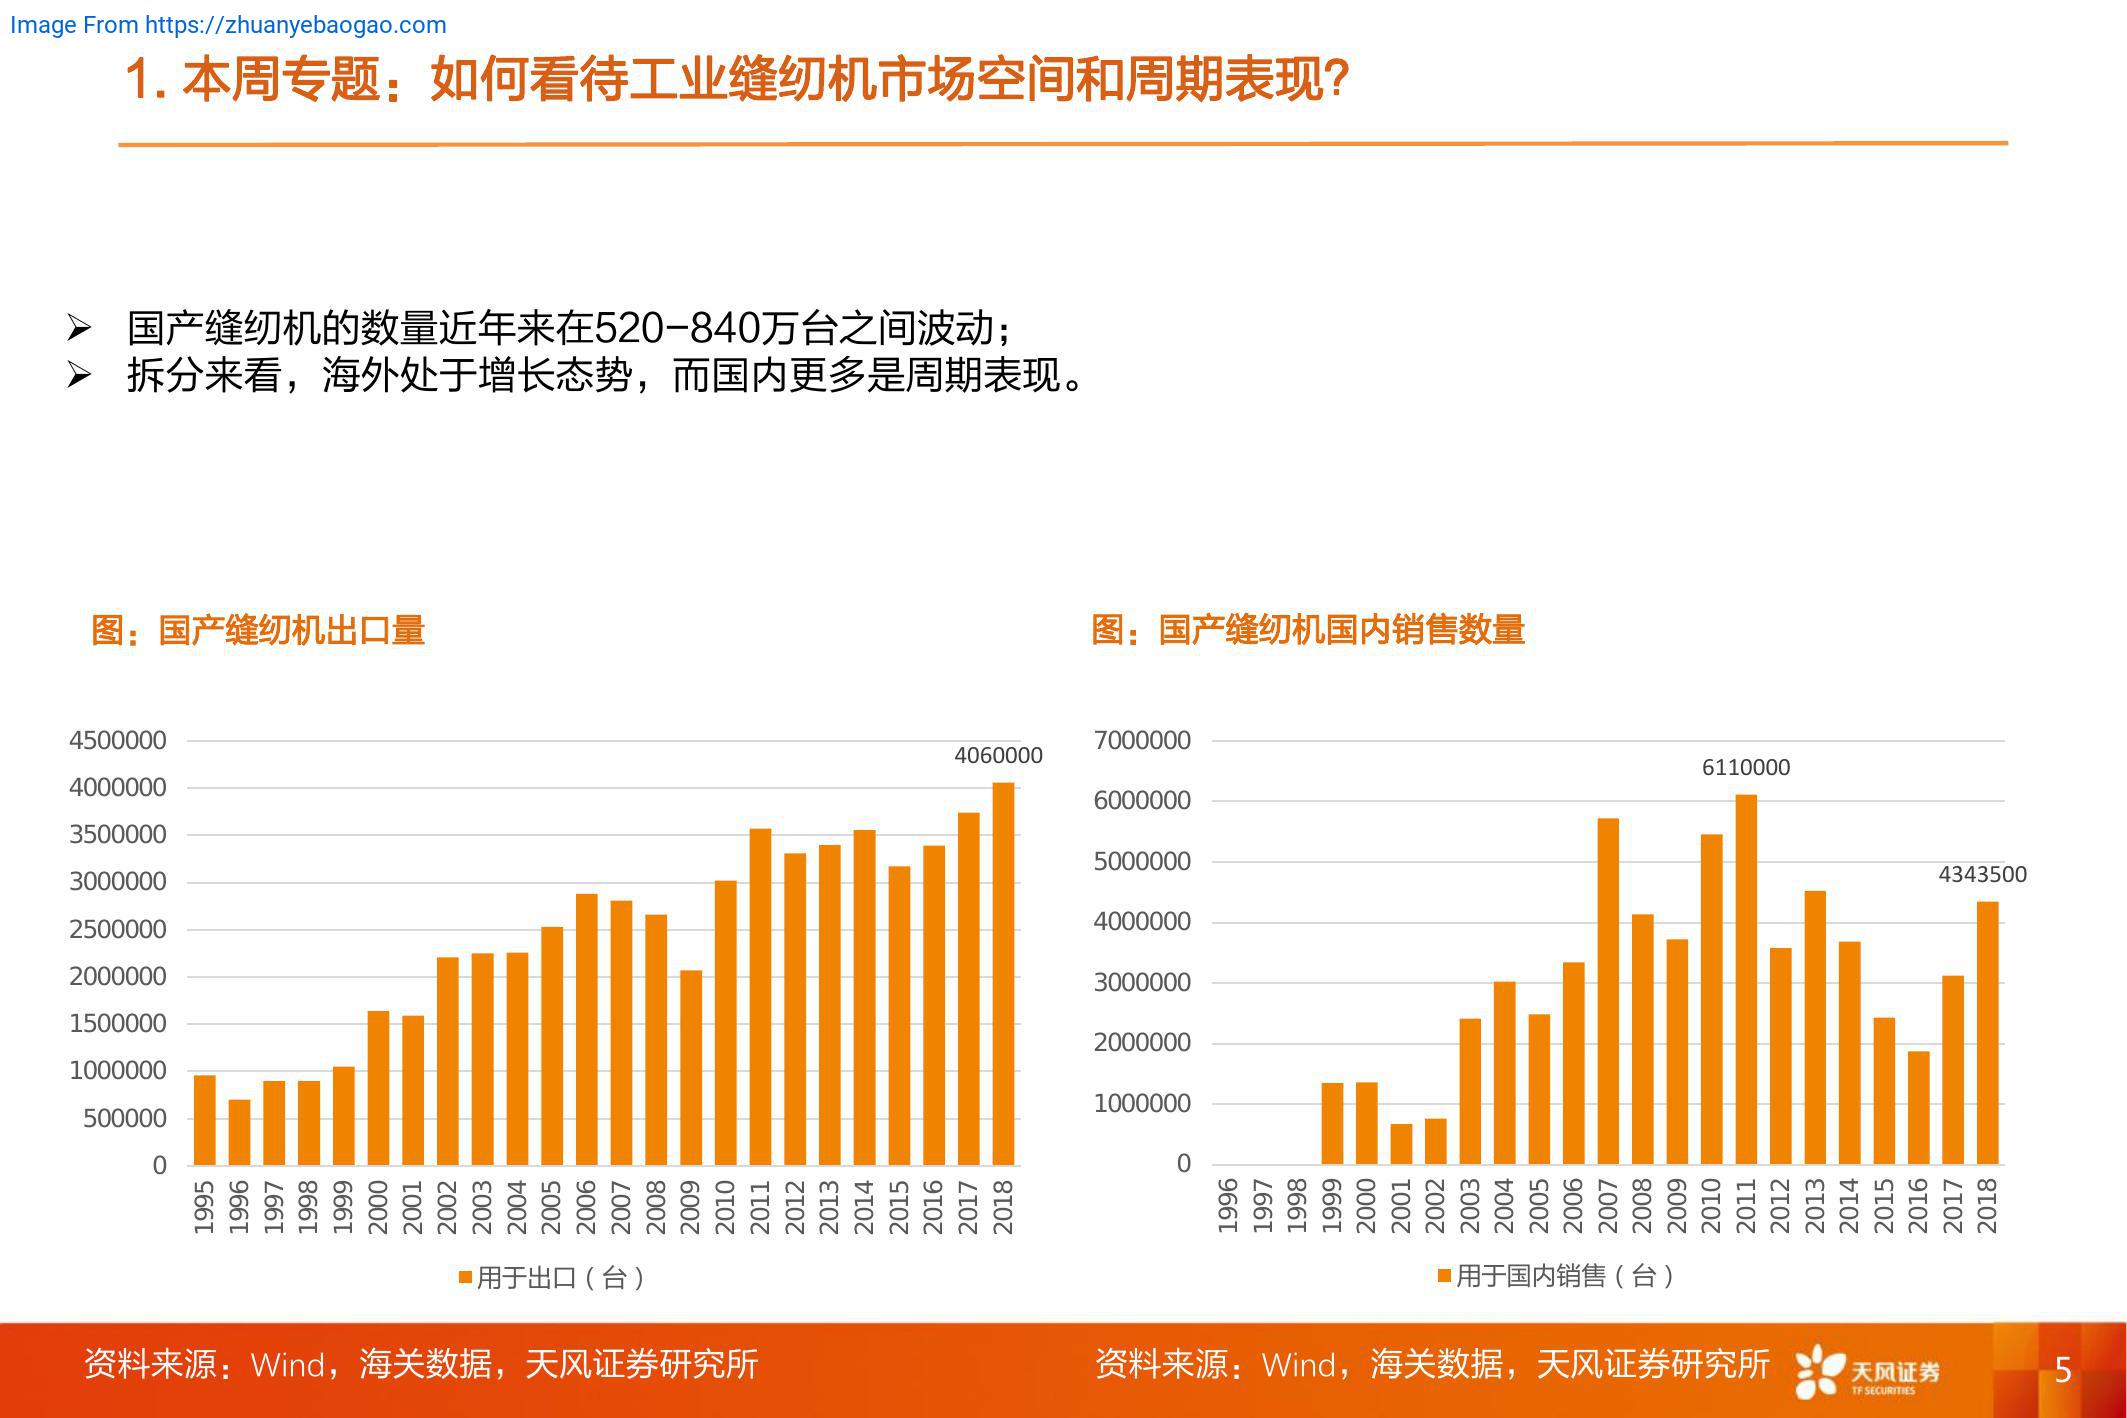 Image From https://zhuanyebaogao.com
1. 本周专题：如何看待工业缝纫机市场空间和周期表现？
➢ 国产缝纫机的数量近年来在520-840万台之间波动；
➢ 拆分来看，海外处于增长态势，而国内更多是周期表现。
图：国产缝纫机出口量
4500000
4000000
3500000
3000000
2500000
2000000
1500000
1000000
500000
0
4060000
1995 1996 1997 1998 1999 2000 2001 2002 2003 2004 2005 2006 2007 2008 2009 2010 2011 2012 2013 2014 2015 2016 2017 2018
用于出口（台）
图：国产缝纫机国内销售数量
7000000
6000000
5000000
4000000
3000000
2000000
1000000
0
6110000
4343500
1996 1997 1998 1999 2000 2001 2002 2003 2004 2005 2006 2007 2008 2009 2010 2011 2012 2013 2014 2015 2016 2017 2018
用于国内销售（台）
资料来源：Wind，海关数据，天风证券研究所
资料来源：Wind，海关数据，天风证券研究所
天风证券
TF SECURITIES
5